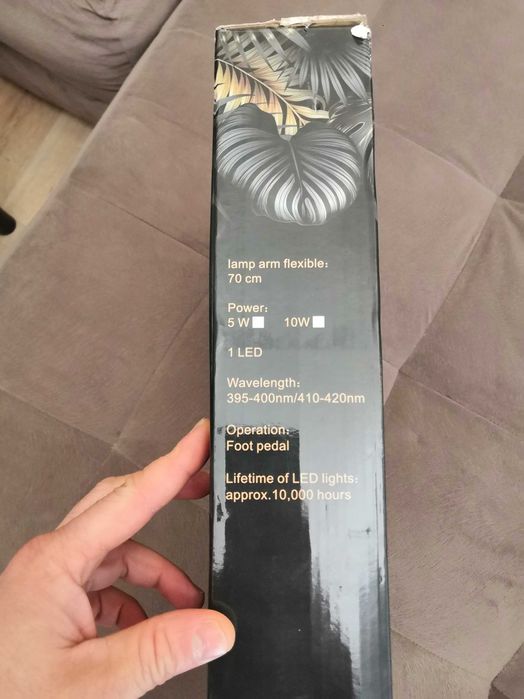 lamp arm flexible:
70 cm
Power:
5 W 10W
1 LED
Wavelength:
395-400nm/410-420nm
Operation:
Foot pedal
Lifetime of LED lights:
approx.10,000 hours